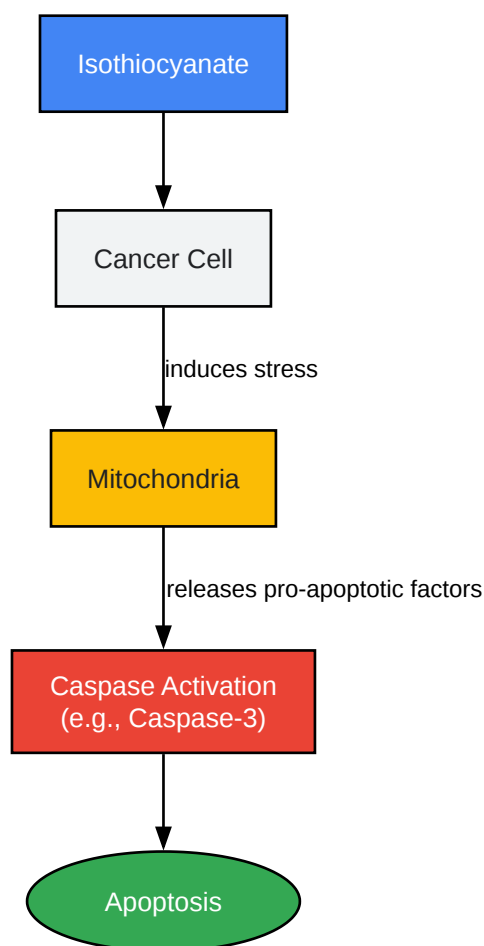 Isothiocyanate
Cancer Cell
induces stress
Mitochondria
releases pro-apoptotic factors
Caspase Activation
(e.g., Caspase-3)
Apoptosis